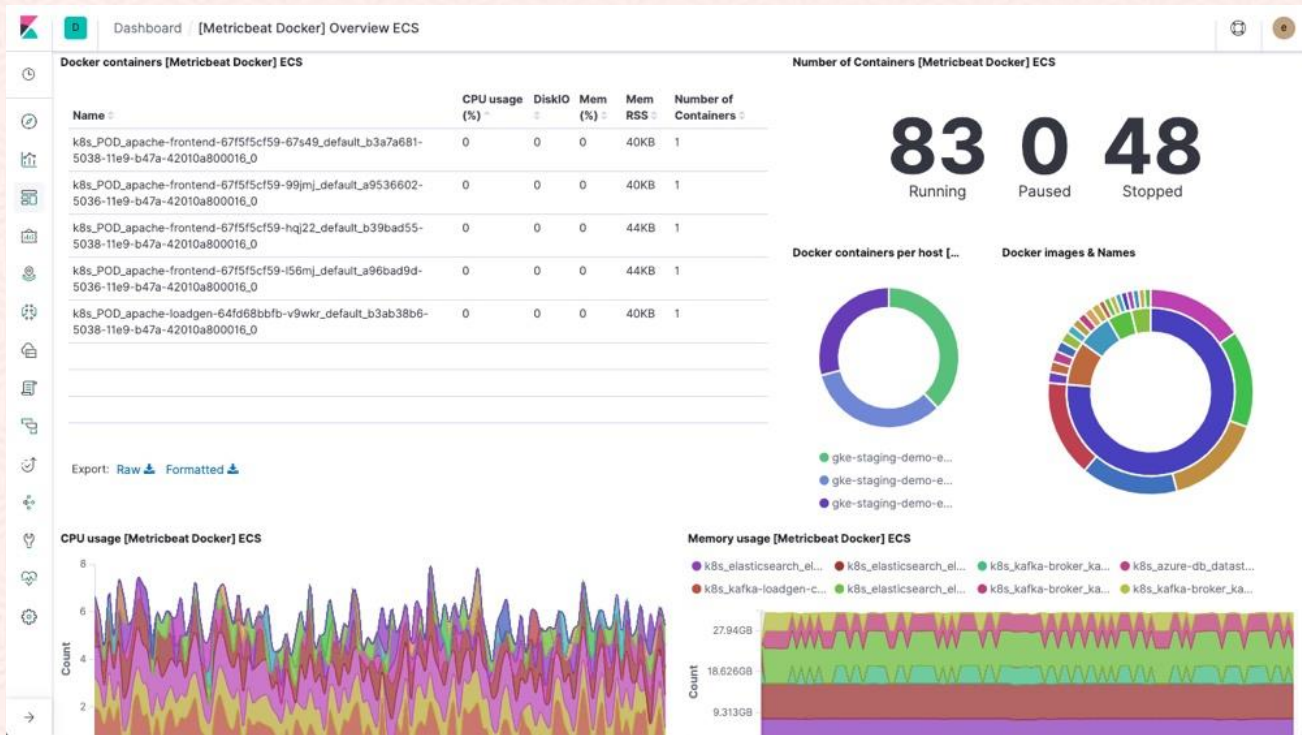 D Dashboard / [Metricbeat Docker] Overview ECS e
Docker containers [Metricbeat Docker] ECS
Name CPU usage (%) DiskIO Mem (%) Mem RSS Number of Containers
k8s_POD_apache-frontend-67f5f5cf59-67s49_default_b3a7a681-
5038-11e9-b47a-42010a800016_0 0 0 0 40KB 1
k8s_POD_apache-frontend-67f5f5cf59-99jmj_default_a9536602-
5036-11e9-b47a-42010a800016_0 0 0 0 40KB 1
k8s_POD_apache-frontend-67f5f5cf59-hqj22_default_b39bad55-
5038-11e9-b47a-42010a800016_0 0 0 0 44KB 1
k8s_POD_apache-frontend-67f5f5cf59-l56mj_default_a96bad9d-
5036-11e9-b47a-42010a800016_0 0 0 0 44KB 1
k8s_POD_apache-loadgen-64fd68bbfb-v9wkr_default_b3ab38b6-
5038-11e9-b47a-42010a800016_0 0 0 0 40KB 1
Export: Raw Formatted
Number of Containers [Metricbeat Docker] ECS
83 0 48
Running Paused Stopped
Docker containers per host [...
gke-staging-demo-e...
gke-staging-demo-e...
gke-staging-demo-e...
Docker images & Names
CPU usage [Metricbeat Docker] ECS
Count
8
6
4
2
Memory usage [Metricbeat Docker] ECS
k8s_elasticsearch_el... k8s_elasticsearch_el... k8s_kafka-broker_ka... k8s_azure-db_datast...
k8s_kafka-loadgen-c... k8s_elasticsearch_el... k8s_kafka-broker_ka... k8s_kafka-broker_ka...
Count
27.94GB
18.626GB
9.313GB